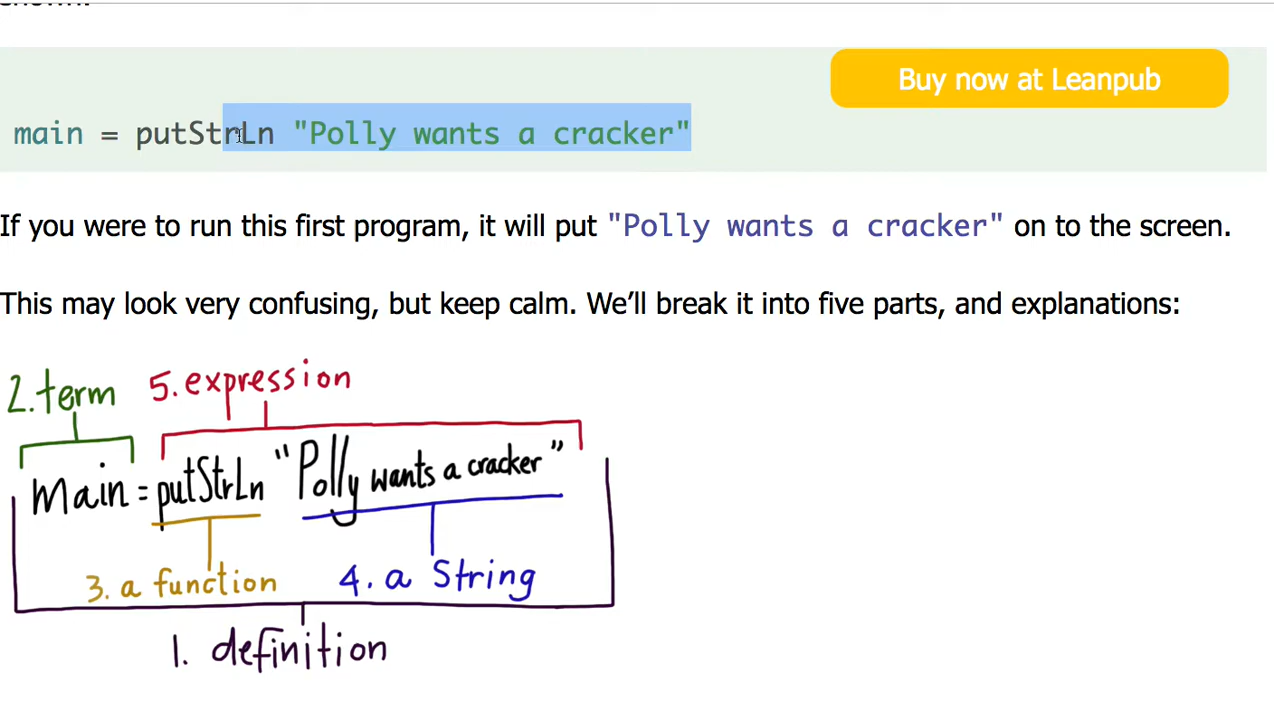 shown:
Buy now at Leanpub
main = putStrLn "Polly wants a cracker"
If you were to run this first program, it will put "Polly wants a cracker" on to the screen.
This may look very confusing, but keep calm. We’ll break it into five parts, and explanations:
2. term
5. expression
main = putStrLn "Polly wants a cracker"
3. a function
4. a String
1. definition